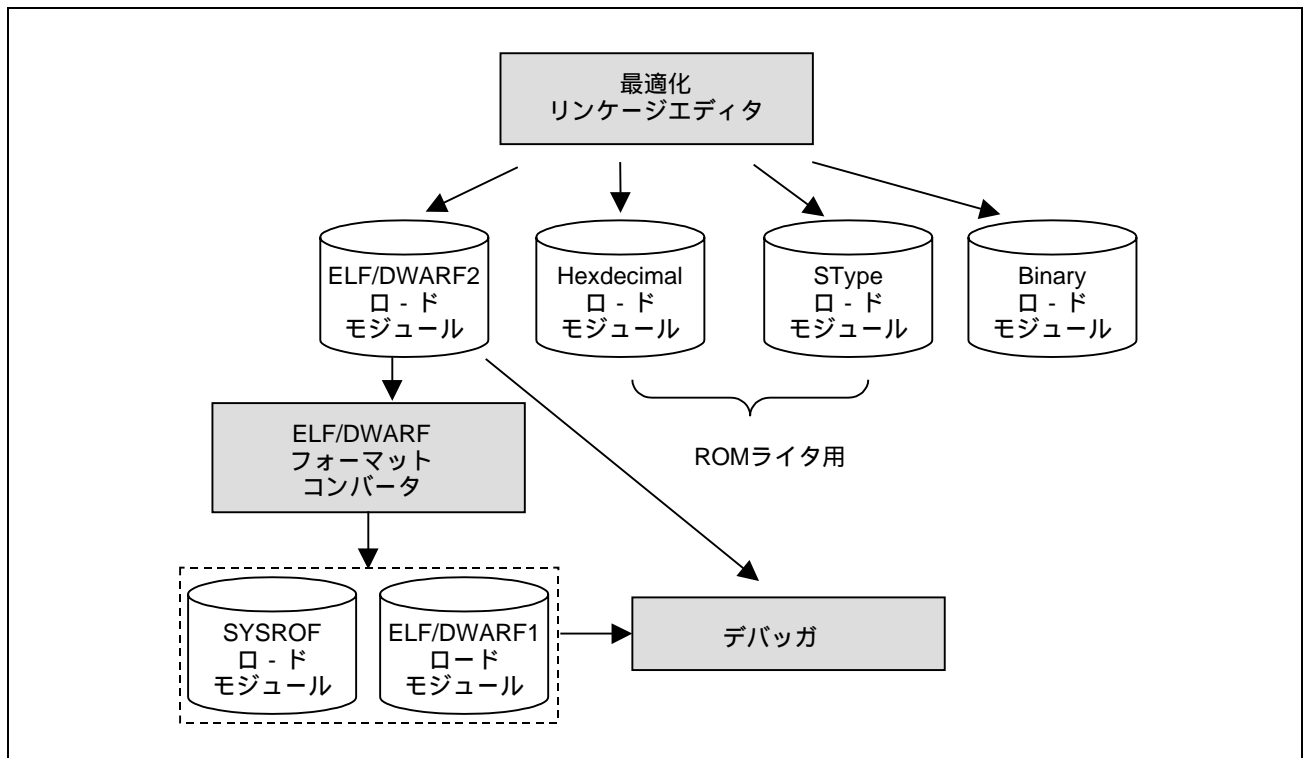 最適化
リンケージエディタ
ELF/DWARF2
ロ - ド
モジュール
Hexdecimal
ロ - ド
モジュール
SType
ロ - ド
モジュール
Binary
ロ - ド
モジュール
ELF/DWARF
フォーマット
コンバータ
ROMライタ用
SYSROF
ロ - ド
モジュール
ELF/DWARF1
ロード
モジュール
デバッガ